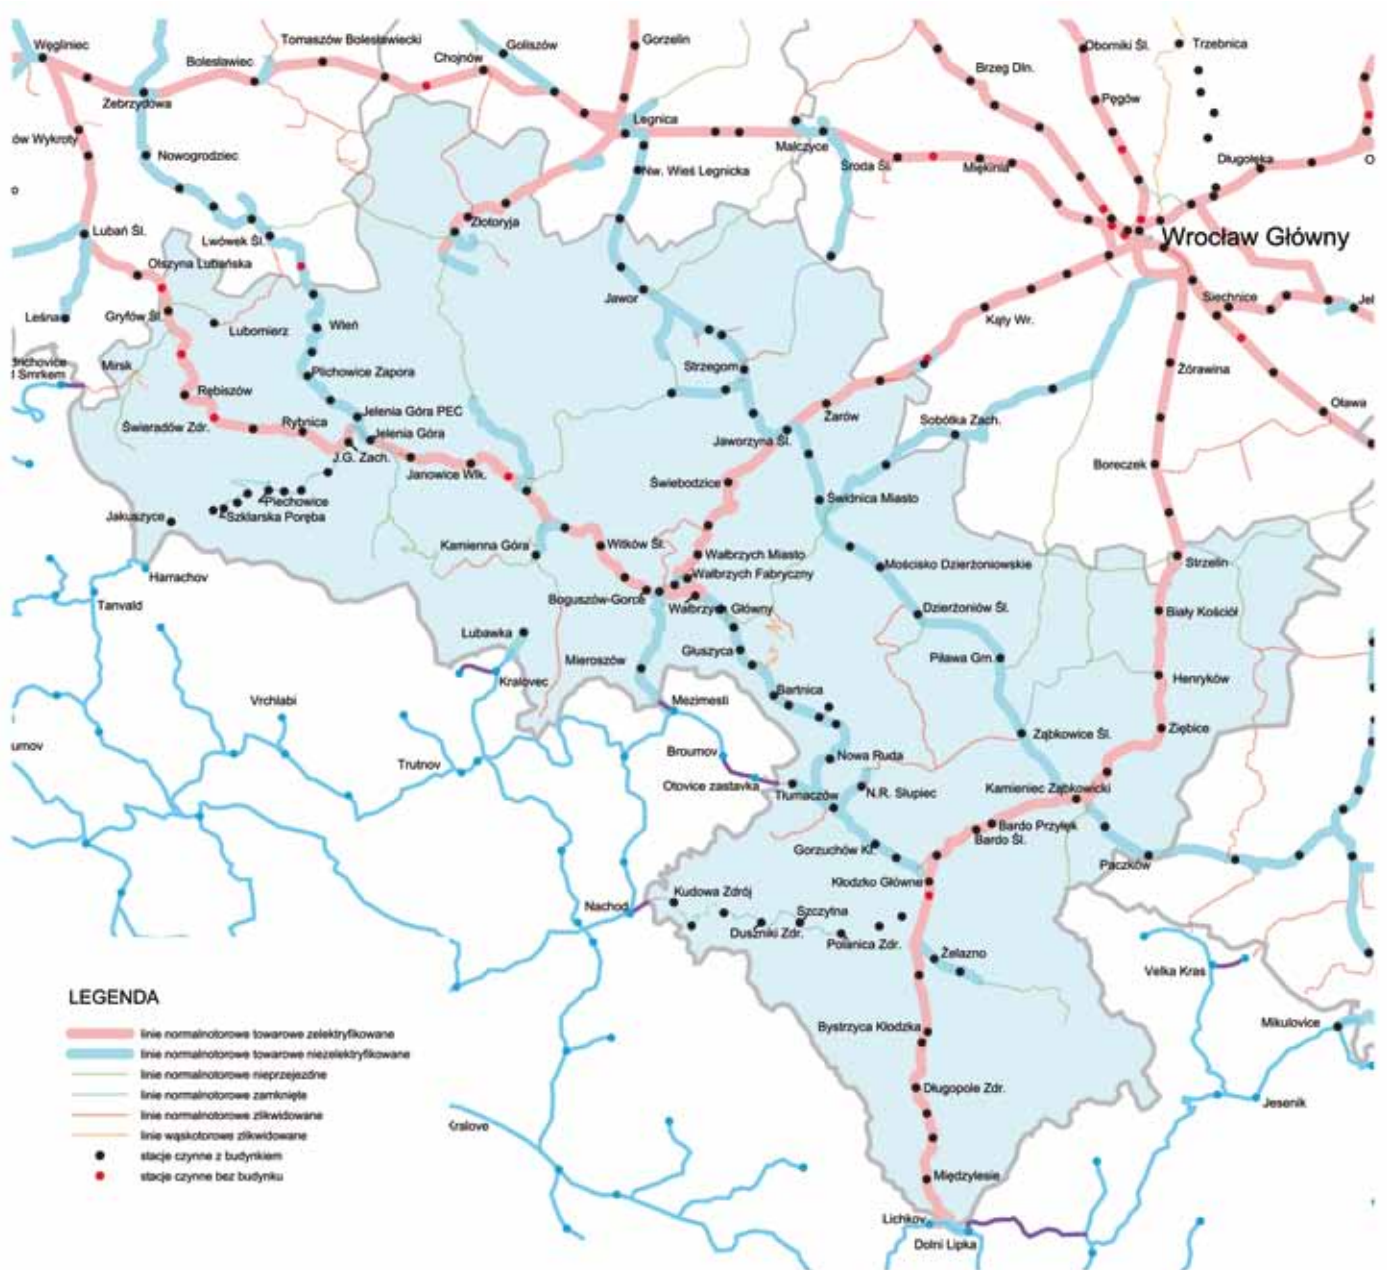 Węgliniec
Tomaszów Bolesławiecki
Goliszów
Gorzelin
Oborniki Śl.
Trzebnica
Bolesławiec
Chojnów
Brzeg Dln.
Zebrzydowa
Pęgów
Legnica
ów Wykroty
Nowogrodziec
Malczyce
Środa Śl.
Miękinia
Długołęka
O
Nw. Wieś Legnicka
Złotoryja
Lubań Śl.
Lwówek Śl.
Wrocław Główny
Olszyna Lubańska
Jawor
Siechnice
Jel
Leśna
Gryfów Śl.
Lubomierz
Wleń
Kąty Wr.
Mirsk
Plichowice Zapora
Strzegom
Żórawina
Rębiszów
Żarów
Oława
Świeradów Zdr.
Rybnica
Jelenia Góra PEC
Jelenia Góra
Sobótka Zach.
J.G. Zach.
Jaworzyna Śl.
Janowice Wlk.
Boreczek
Świebodzice
Świdnica Miasto
Piechowice
Jakuszyce
Szklarska Poręba
Kamienna Góra
Witków Śl.
Wałbrzych Miasto
Mościsko Dzierżoniowskie
Strzelin
Harrachov
Wałbrzych Fabryczny
Tanvald
Boguszów-Gorce
Wałbrzych Główny
Dzierżoniów Śl.
Biały Kościół
Lubawka
Głuszyca
Mieroszów
Piława Grn.
Kralovec
Bartnica
Henryków
Vrchlabi
Mezimesti
Ziębice
Ząbkowice Śl.
umov
Broumov
Nowa Ruda
Trutnov
Otovice zastavka
Tłumaczów
N.R. Słupiec
Kamieniec Ząbkowicki
Bardo Przyłęk
Bardo Śl.
Gorzuchów Kł.
Paczków
Kłodzko Główne
Kudowa Zdrój
Nachod
Szczytna
Duszniki Zdr.
Polanica Zdr.
Żelazno
Velka Kras
LEGENDA
Mikulovice
Bystrzyca Kłodzka
linie normalnotorowe towarowe zelektryfikowane
linie normalnotorowe towarowe niezelektryfikowane
linie normalnotorowe nieprzejezdne
Długopole Zdr.
linie normalnotorowe zamknięte
Jesenik
linie normalnotorowe zlikwidowane
linie wąskotorowe zlikwidowane
stacje czynne z budynkiem
stacje czynne bez budynku
Międzylesie
Lichkov
Dolni Lipka